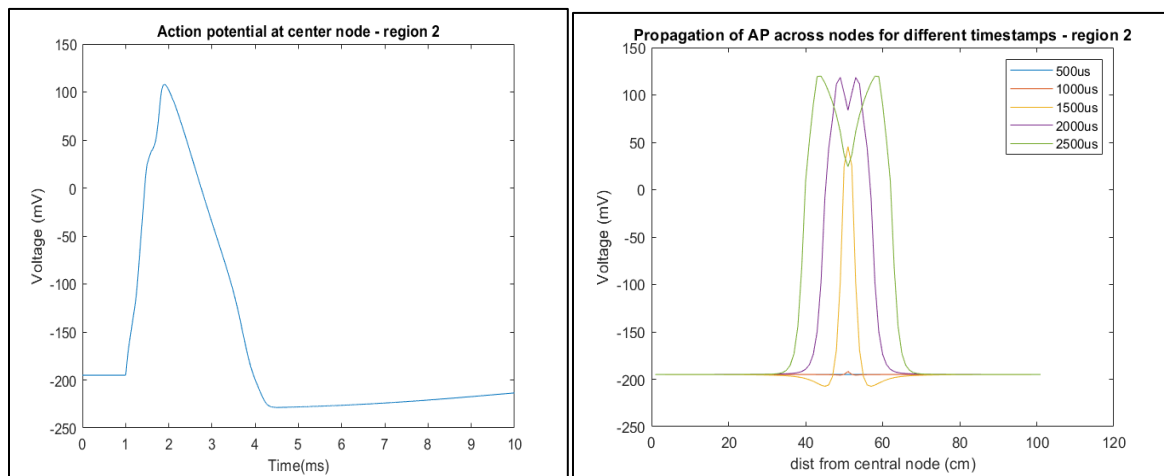 Action potential at center node - region 2
150
100
50
0
-50
-100
-150
-200
-250
Voltage (mV)
0 1 2 3 4 5 6 7 8 9 10
Time(ms)
Propagation of AP across nodes for different timestamps - region 2
150
100
50
0
-50
-100
-150
-200
-250
Voltage (mV)
500us
1000us
1500us
2000us
2500us
0 20 40 60 80 100 120
dist from central node (cm)